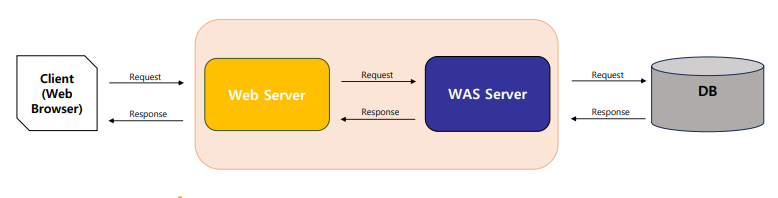 Client
(Web
Browser)
Request
Response
Web Server
Request
Response
WAS Server
Request
Response
DB